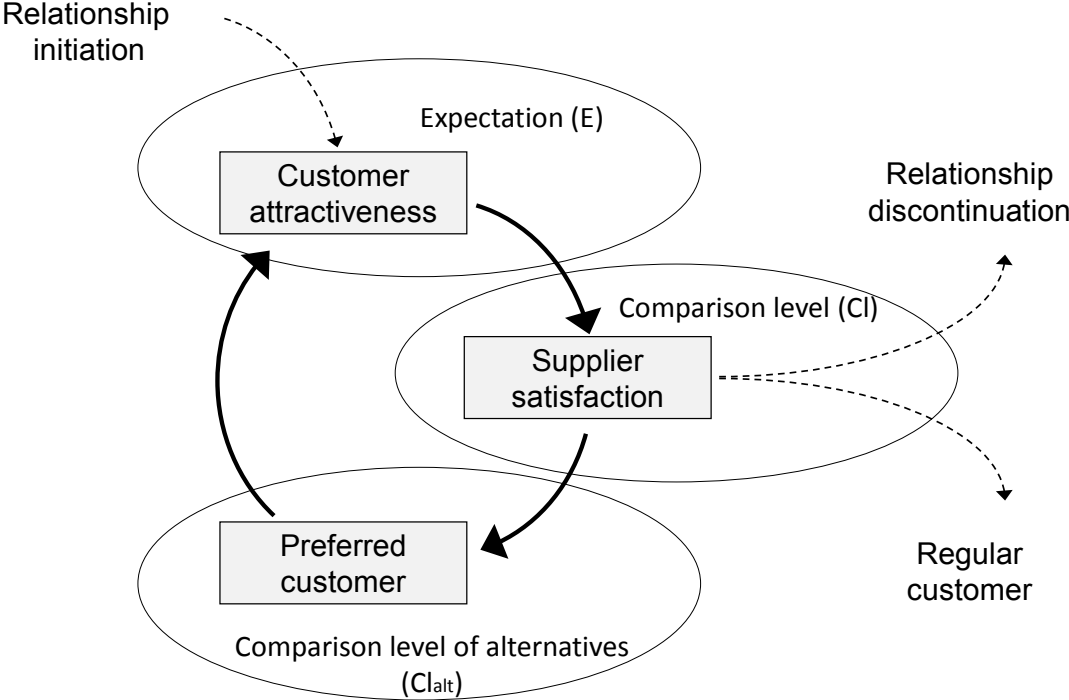 Relationship
initiation
Expectation (E)
Customer
attractiveness
Relationship
discontinuation
Comparison level (Cl)
Supplier
satisfaction
Preferred
customer
Regular
customer
Comparison level of alternatives
(Clalt)